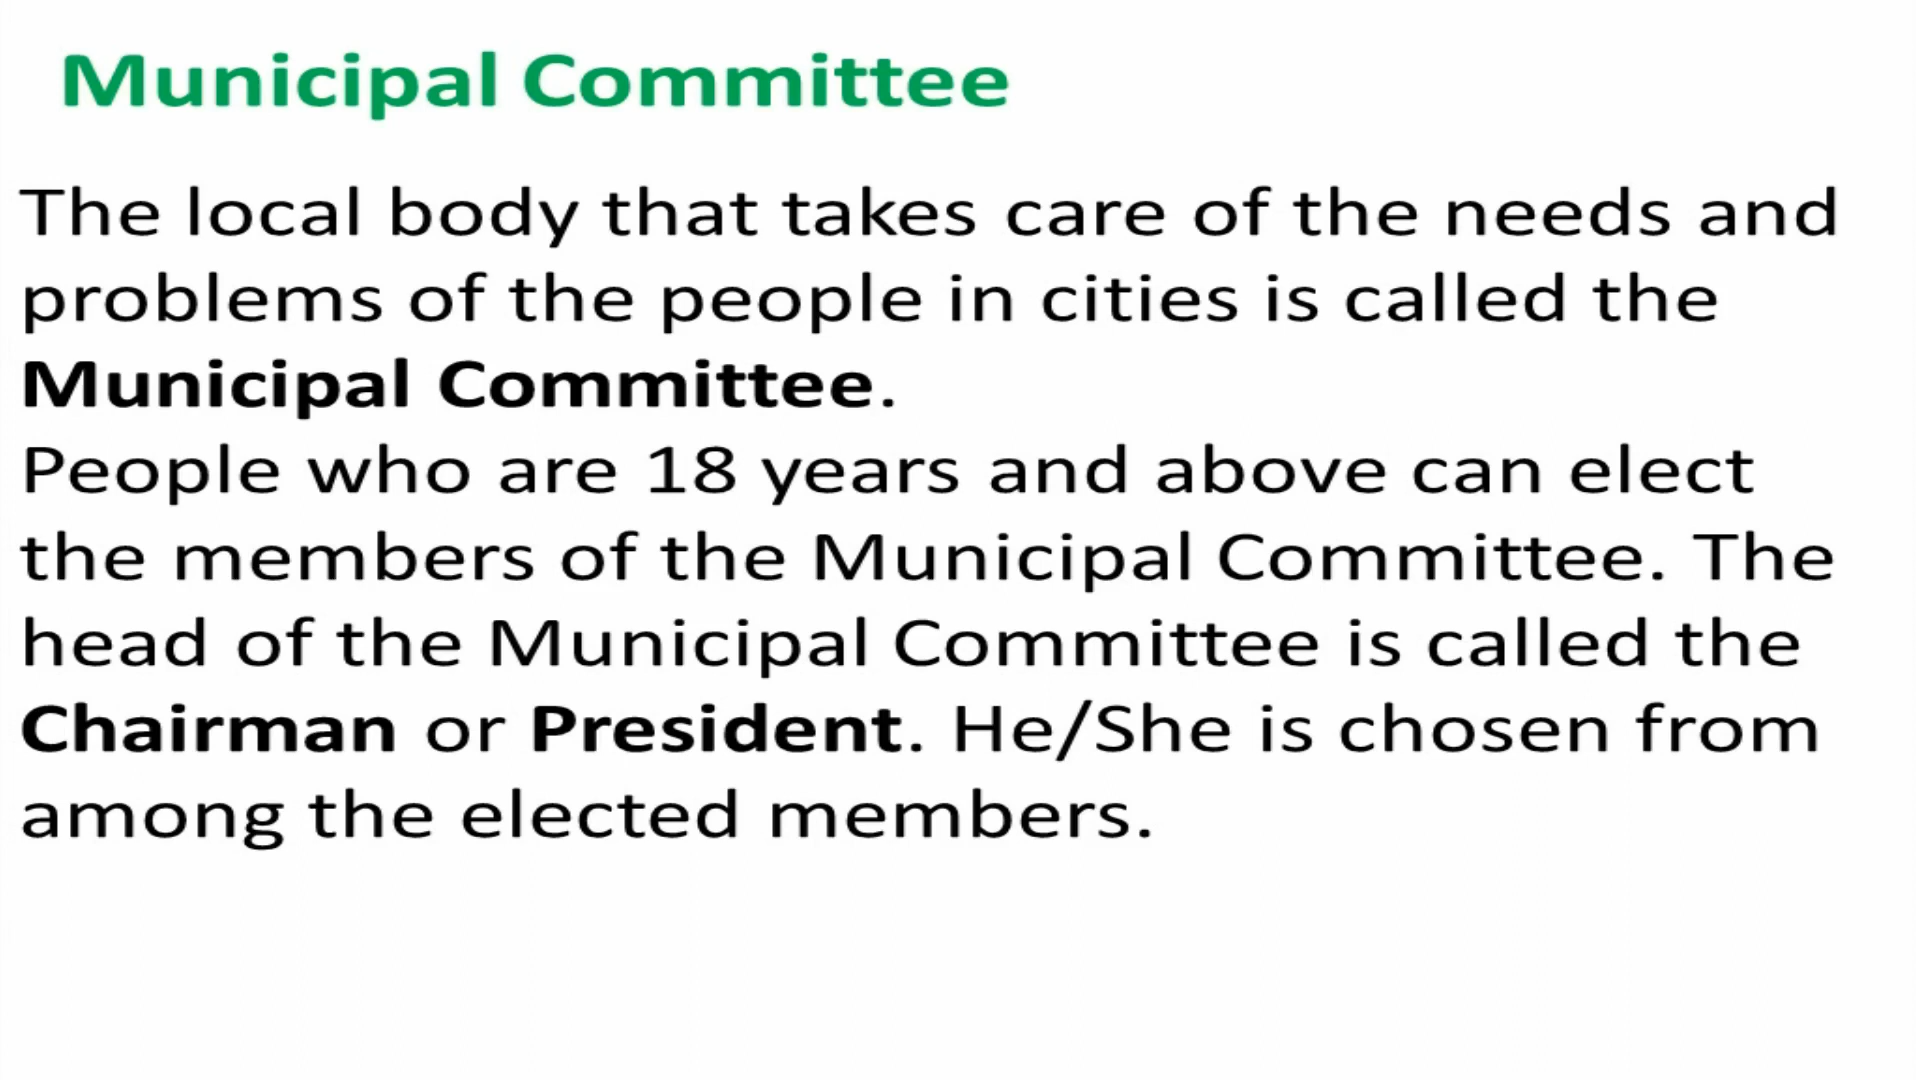 Municipal Committee
The local body that takes care of the needs and
problems of the people in cities is called the
Municipal Committee.
People who are 18 years and above can elect
the members of the Municipal Committee. The
head of the Municipal Committee is called the
Chairman or President. He/She is chosen from
among the elected members.